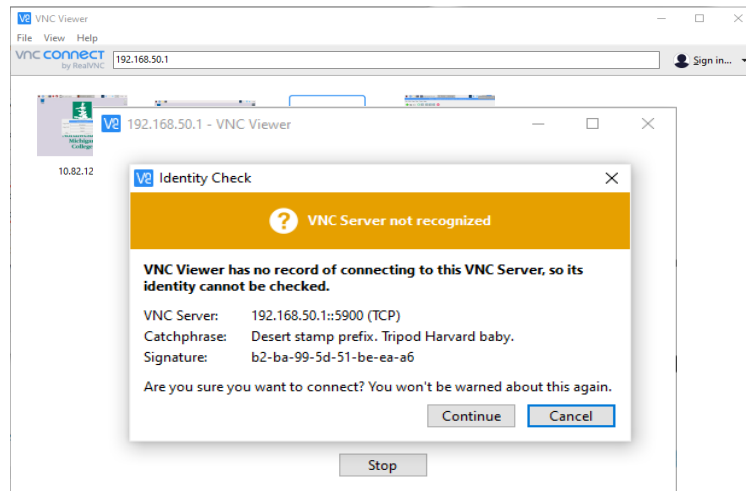 VNC Viewer
File View Help
VNC CONNECT
by RealVNC
192.168.50.1
Sign in...
Michigan
College
10.82.12
192.168.50.1 - VNC Viewer
Identity Check
VNC Server not recognized
VNC Viewer has no record of connecting to this VNC Server, so its
identity cannot be checked.
VNC Server: 192.168.50.1::5900 (TCP)
Catchphrase: Desert stamp prefix. Tripod Harvard baby.
Signature: b2-ba-99-5d-51-be-ea-a6
Are you sure you want to connect? You won't be warned about this again.
Continue Cancel
Stop